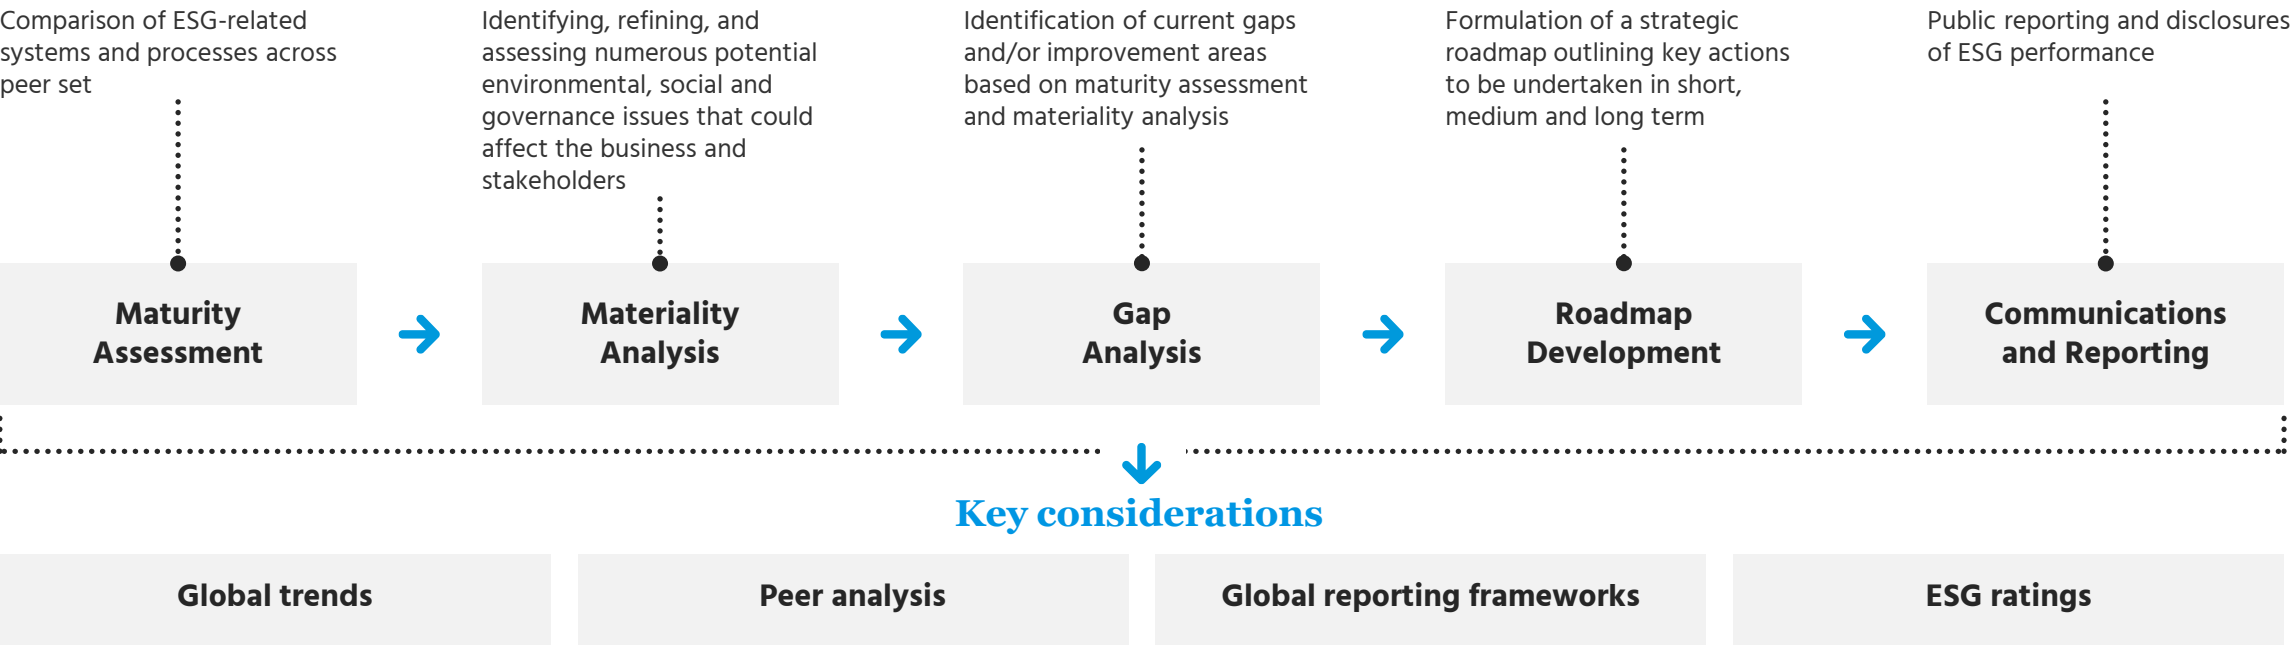 Comparison of ESG-related
systems and processes across
peer set
Identifying, refining, and
assessing numerous potential
environmental, social and
governance issues that could
affect the business and
stakeholders
Identification of current gaps
and/or improvement areas
based on maturity assessment
and materiality analysis
Formulation of a strategic
roadmap outlining key actions
to be undertaken in short,
medium and long term
Public reporting and disclosures
of ESG performance
Maturity
Assessment
Materiality
Analysis
Gap
Analysis
Roadmap
Development
Communications
and Reporting
Key considerations
Global trends
Peer analysis
Global reporting frameworks
ESG ratings